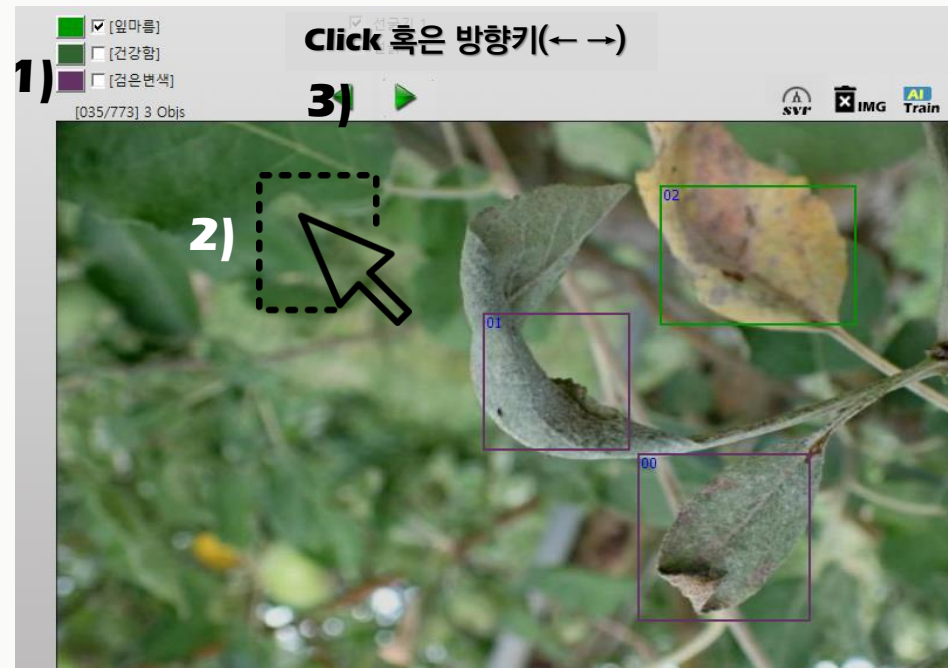 [잎마름]
[건강함]
1)
[검은변색]
[035/773] 3 Objs
Click 혹은 방향키(← →)
3)
svr
IMG
AI
Train
2)
02
01
00